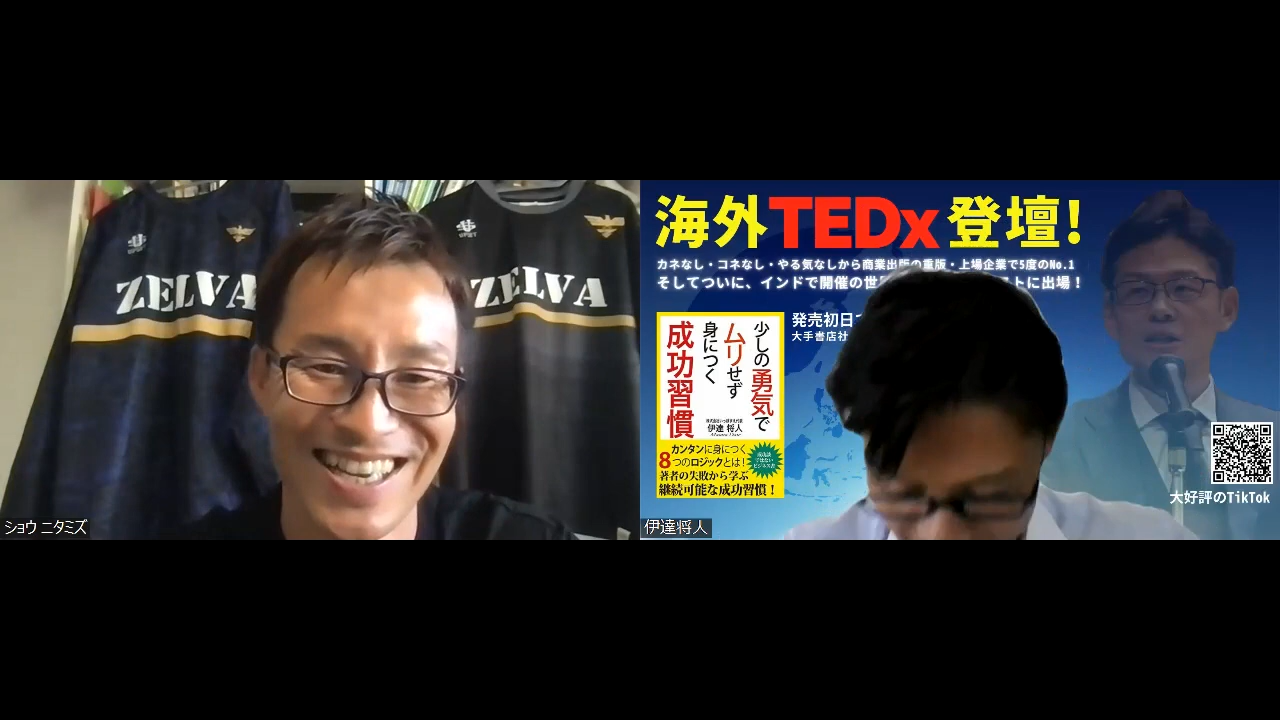 ZELVA
ZELVA
ショウ ニタミズ
海外TEDx登壇!
カネなし・コネなし・やる気なしから商業出版の重版・上場企業で5度のNo.1
そしてついに、インドで開催の世
トに出場!
発売初日
大手書店社
少しの勇気で
ムリせず
身につく
成功習慣
伊達 将人
カンタンに身につく
8つのロジックとは!
著者の失敗から学ぶ
継続可能な成功習慣!
大好評のTikTok
伊達将人